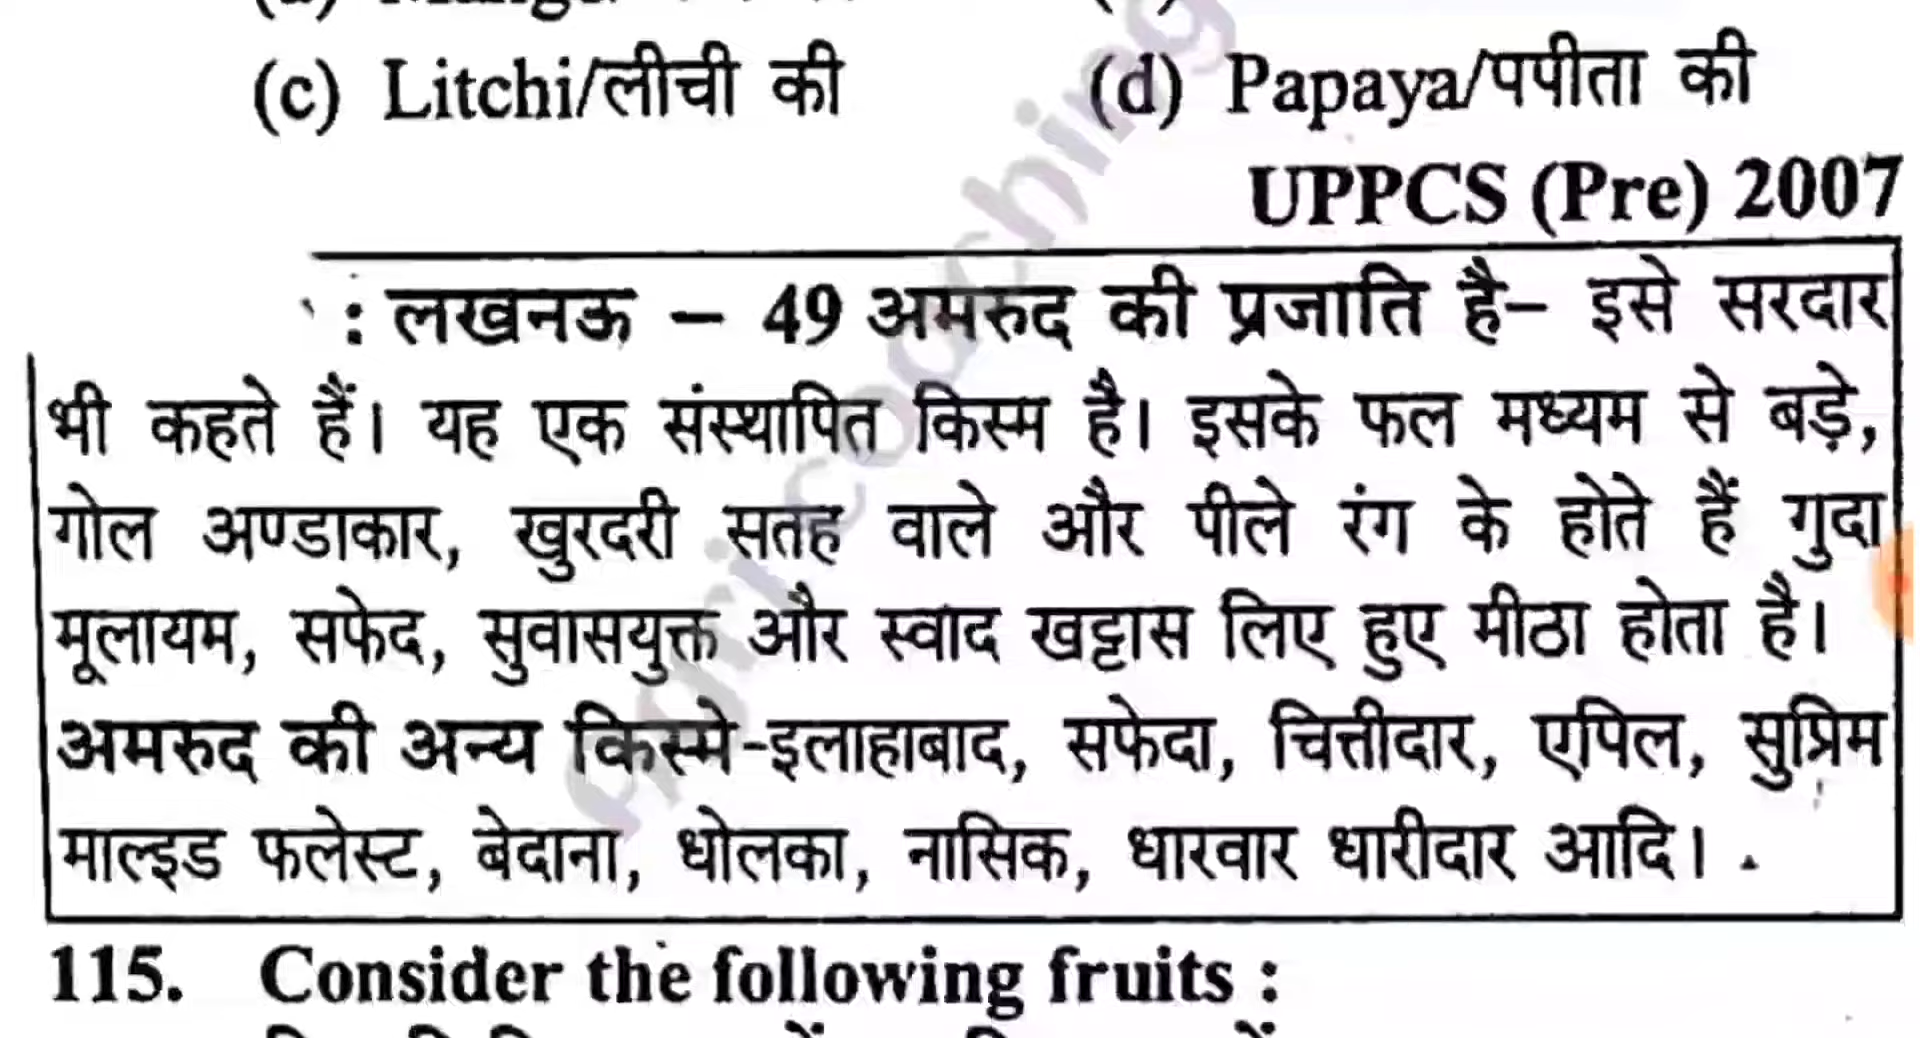 (c) Litchi/लीची की (d) Papaya/पपीता की
UPPCS (Pre) 2007
: लखनऊ – 49 अमरुद की प्रजाति है– इसे सरदार
भी कहते हैं। यह एक संस्थापित किस्म है। इसके फल मध्यम से बड़े,
गोल अण्डाकार, खुरदरी सतह वाले और पीले रंग के होते हैं गुदा
मूलायम, सफेद, सुवासयुक्त और स्वाद खट्टास लिए हुए मीठा होता है।
अमरुद की अन्य किस्मे-इलाहाबाद, सफेदा, चित्तीदार, एपिल, सुप्रिम
माल्इड फलेस्ट, बेदाना, धोलका, नासिक, धारवार धारीदार आदि।
115. Consider the following fruits :
coaching